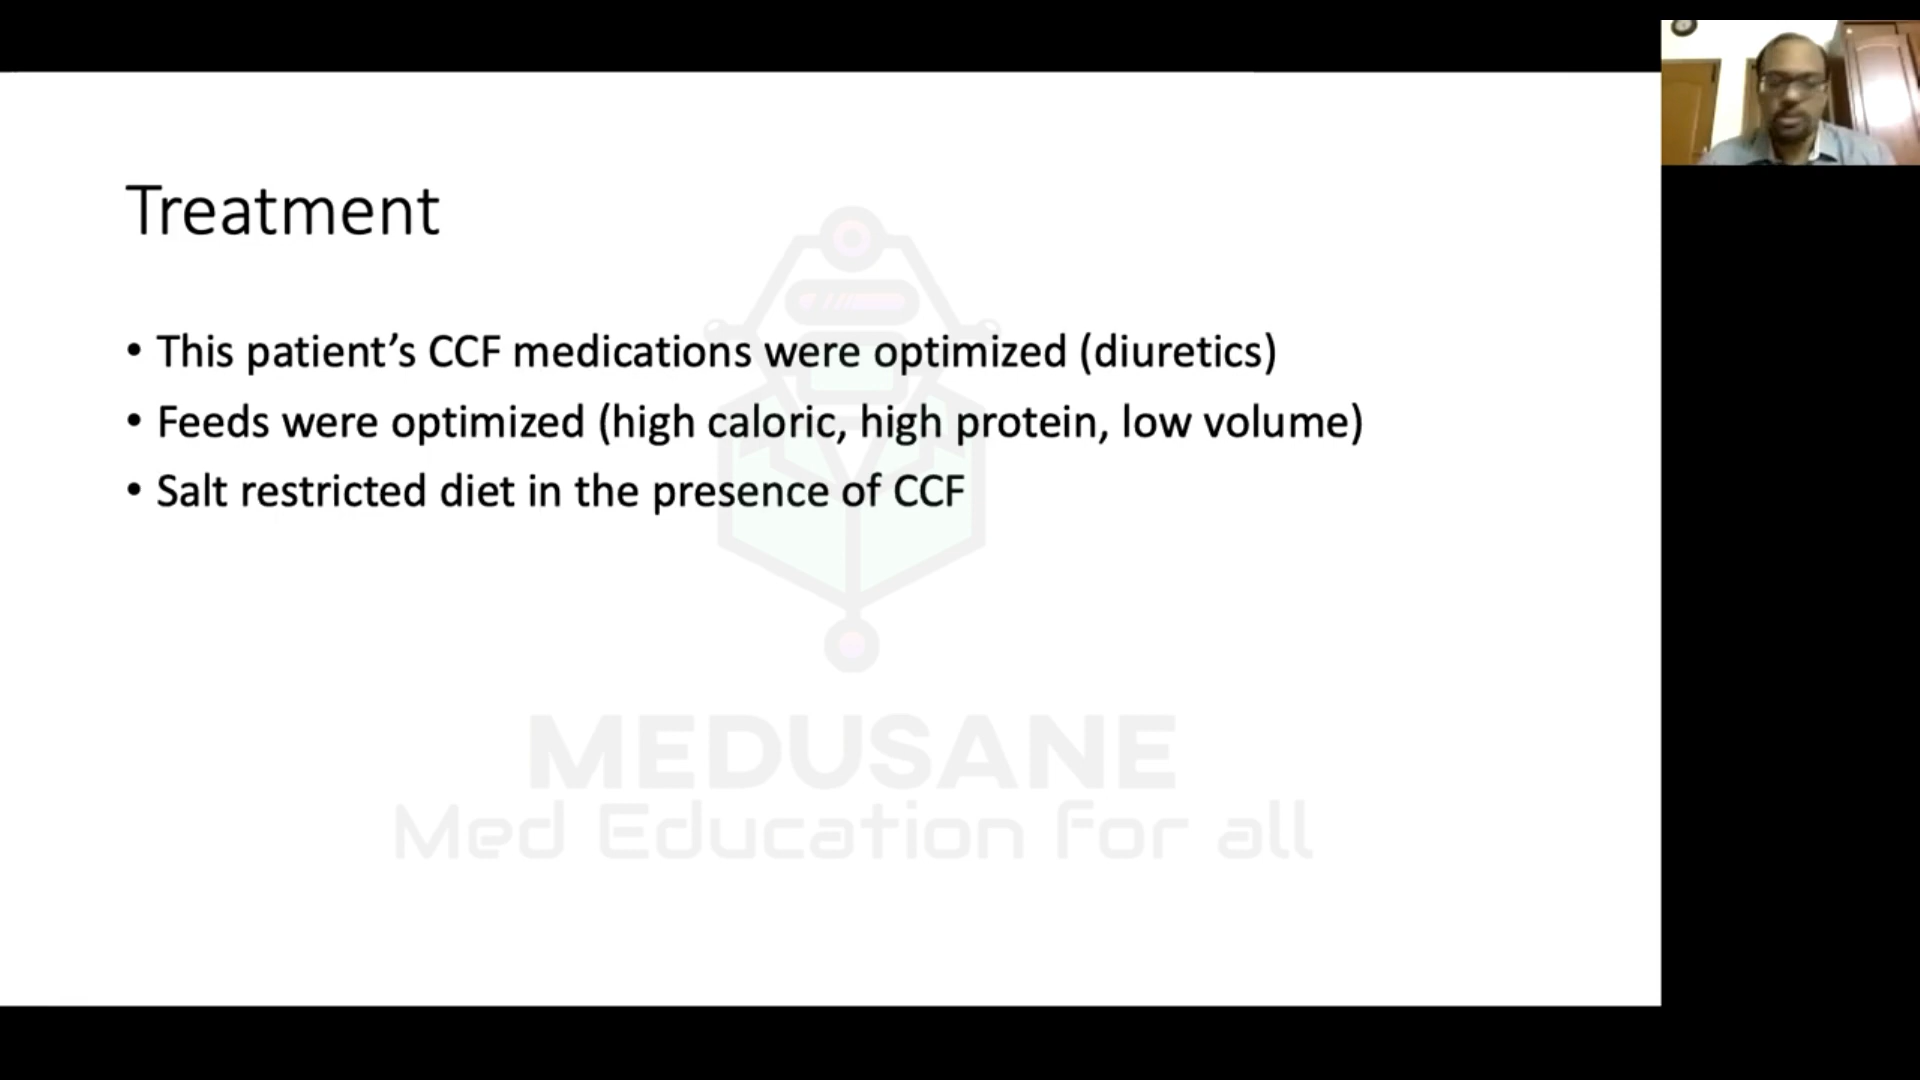 Treatment
• This patient’s CCF medications were optimized (diuretics)
• Feeds were optimized (high caloric, high protein, low volume)
• Salt restricted diet in the presence of CCF
MEDUSANE
Med Education for all